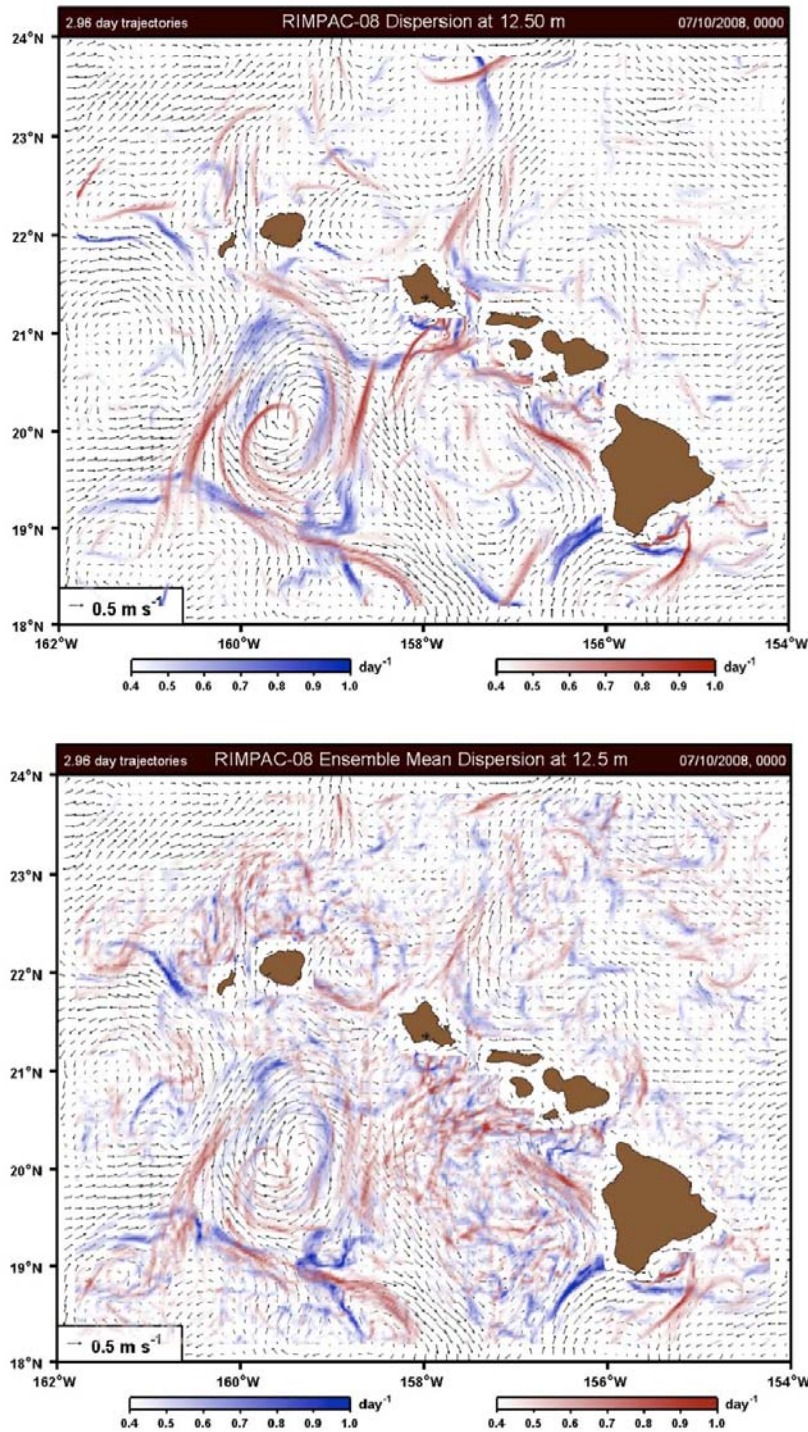 2.96 day trajectories RIMPAC-08 Dispersion at 12.50 m 07/10/2008, 0000
24°N
23°N
22°N
21°N
20°N
19°N
0.5 m s-1
18°N
162°W 160°W 158°W 156°W 154°W
day-1 day-1
0.4 0.5 0.6 0.7 0.8 0.9 1.0 0.4 0.5 0.6 0.7 0.8 0.9 1.0
2.96 day trajectories RIMPAC-08 Ensemble Mean Dispersion at 12.5 m 07/10/2008, 0000
24°N
23°N
22°N
21°N
20°N
19°N
0.5 m s-1
18°N
162°W 160°W 158°W 156°W 154°W
day-1 day-1
0.4 0.5 0.6 0.7 0.8 0.9 1.0 0.4 0.5 0.6 0.7 0.8 0.9 1.0